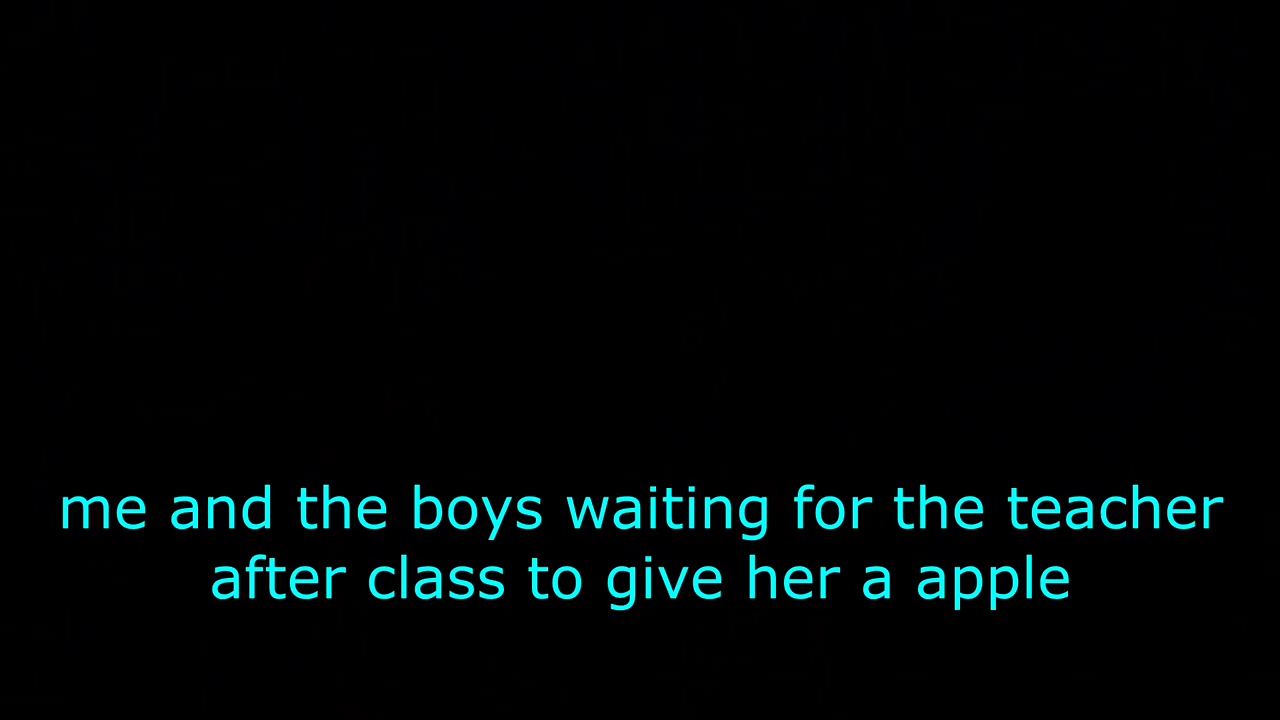 me and the boys waiting for the teacher
after class to give her a apple